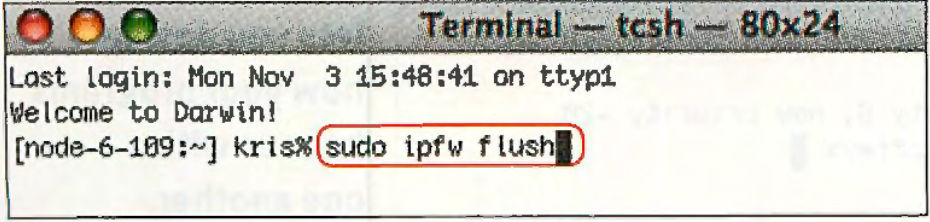 Terminal — tcsh — 80x24
Last login: Mon Nov  3 15:48:41 on ttyp1
Welcome to Darwin!
[node-6-109:~] kris% sudo ipfw flush